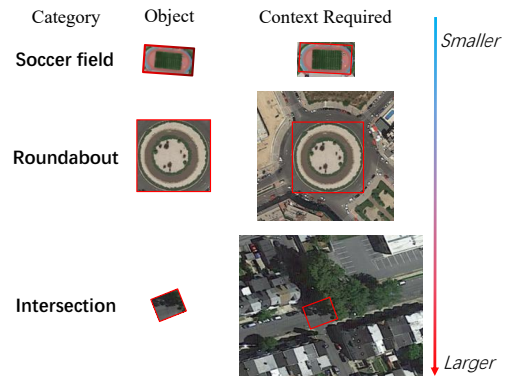 Category Object Context Required
Smaller
Soccer field
Roundabout
Intersection
Larger